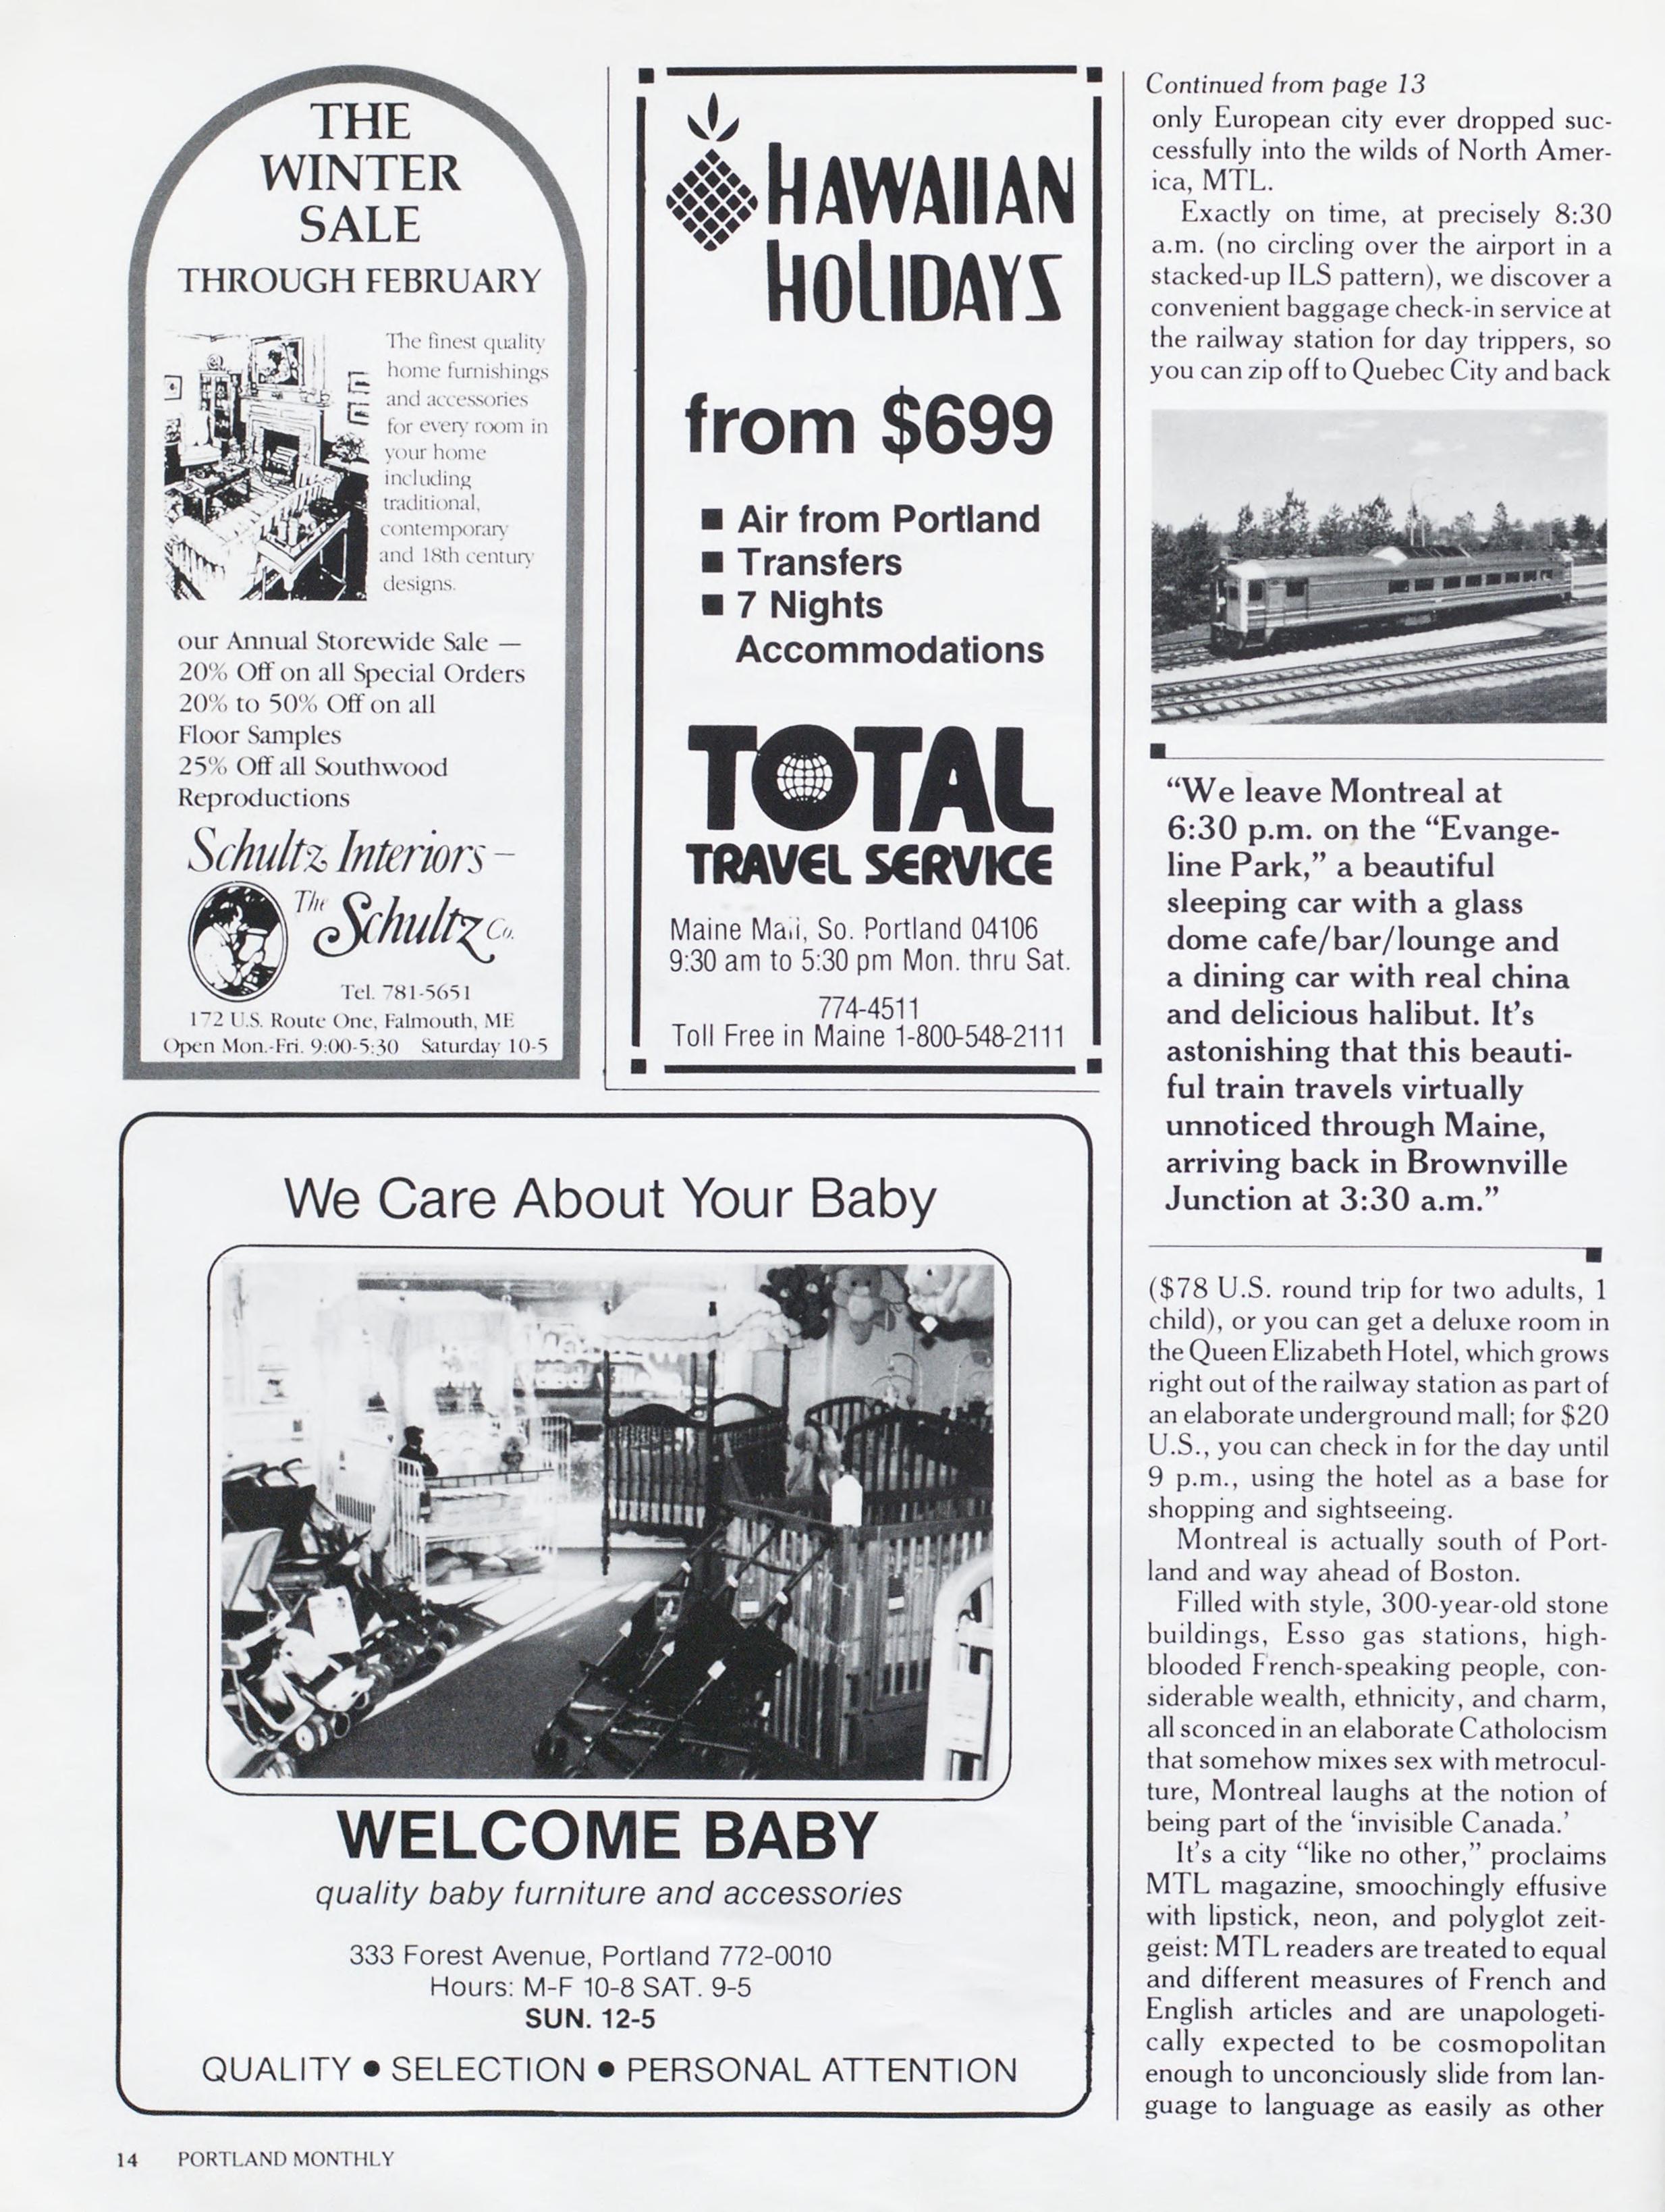 THE
WINTER
SALE
THROUGH FEBRUARY
The finest quality
home furnishings
and accessories
for every room in
your home
including
traditional,
contemporary
and 18th century
designs.
our Annual Storewide Sale —
20% Off on all Special Orders
20% to 50% Off on all
Floor Samples
25% Off all Southwood
Reproductions
Schultz Interiors –
The Schultz Co.
Tel. 781-5651
172 U.S. Route One, Falmouth, ME
Open Mon.-Fri. 9:00-5:30 Saturday 10-5
HAWAIIAN
HOLIDAYS
from $699
■ Air from Portland
■ Transfers
■ 7 Nights
Accommodations
TOTAL
TRAVEL SERVICE
Maine Mall, So. Portland 04106
9:30 am to 5:30 pm Mon. thru Sat.
774-4511
Toll Free in Maine 1-800-548-2111
We Care About Your Baby
WELCOME BABY
quality baby furniture and accessories
333 Forest Avenue, Portland 772-0010
Hours: M-F 10-8 SAT. 9-5
SUN. 12-5
QUALITY ● SELECTION ● PERSONAL ATTENTION
Continued from page 13
only European city ever dropped suc-
cessfully into the wilds of North Amer-
ica, MTL.
Exactly on time, at precisely 8:30
a.m. (no circling over the airport in a
stacked-up ILS pattern), we discover a
convenient baggage check-in service at
the railway station for day trippers, so
you can zip off to Quebec City and back
“We leave Montreal at
6:30 p.m. on the “Evange-
line Park,” a beautiful
sleeping car with a glass
dome cafe/bar/lounge and
a dining car with real china
and delicious halibut. It’s
astonishing that this beauti-
ful train travels virtually
unnoticed through Maine,
arriving back in Brownville
Junction at 3:30 a.m.”
($78 U.S. round trip for two adults, 1
child), or you can get a deluxe room in
the Queen Elizabeth Hotel, which grows
right out of the railway station as part of
an elaborate underground mall; for $20
U.S., you can check in for the day until
9 p.m., using the hotel as a base for
shopping and sightseeing.
Montreal is actually south of Port-
land and way ahead of Boston.
Filled with style, 300-year-old stone
buildings, Esso gas stations, high-
blooded French-speaking people, con-
siderable wealth, ethnicity, and charm,
all sconced in an elaborate Catholocism
that somehow mixes sex with metrocul-
ture, Montreal laughs at the notion of
being part of the ‘invisible Canada.’
It’s a city “like no other,” proclaims
MTL magazine, smoochingly effusive
with lipstick, neon, and polyglot zeit-
geist: MTL readers are treated to equal
and different measures of French and
English articles and are unapologeti-
cally expected to be cosmopolitan
enough to unconciously slide from lan-
guage to language as easily as other
14 PORTLAND MONTHLY